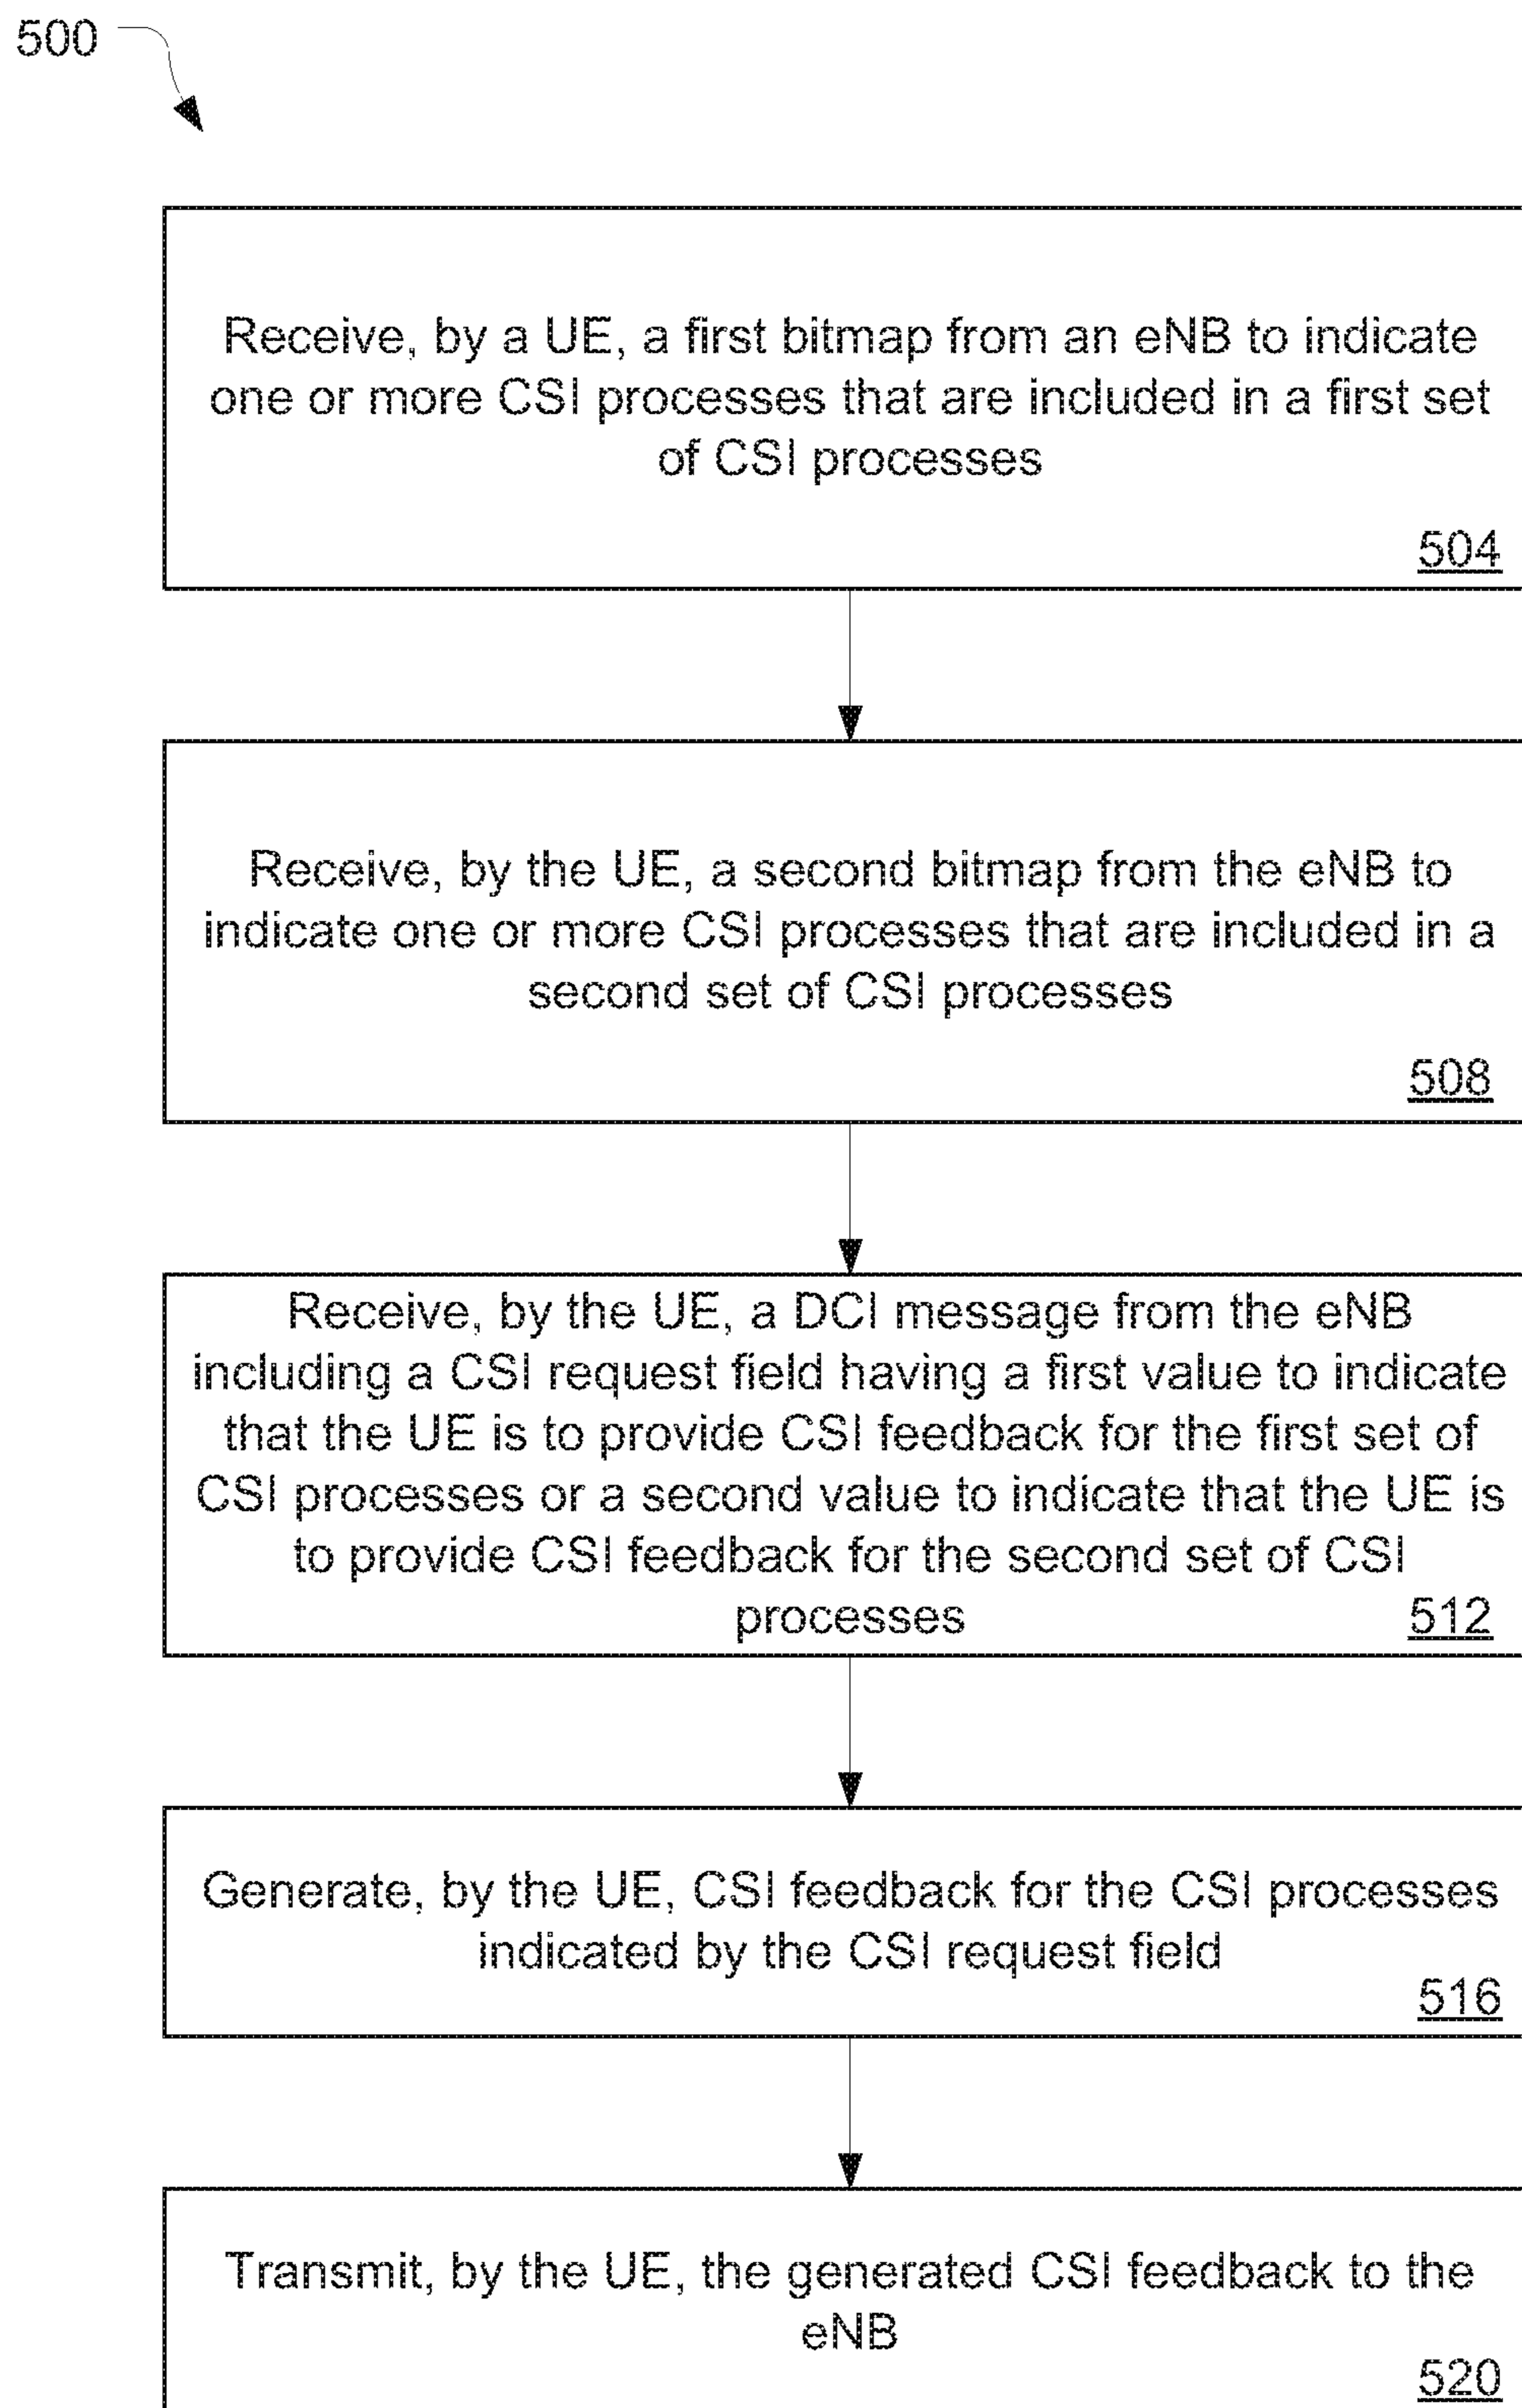 500
Receive, by a UE, a first bitmap from an eNB to indicate
one or more CSI processes that are included in a first set
of CSI processes
504
Receive, by the UE, a second bitmap from the eNB to
indicate one or more CSI processes that are included in a
second set of CSI processes
508
Receive, by the UE, a DCI message from the eNB
including a CSI request field having a first value to indicate
that the UE is to provide CSI feedback for the first set of
CSI processes or a second value to indicate that the UE is
to provide CSI feedback for the second set of CSI
processes
512
Generate, by the UE, CSI feedback for the CSI processes
indicated by the CSI request field
516
Transmit, by the UE, the generated CSI feedback to the
eNB
520